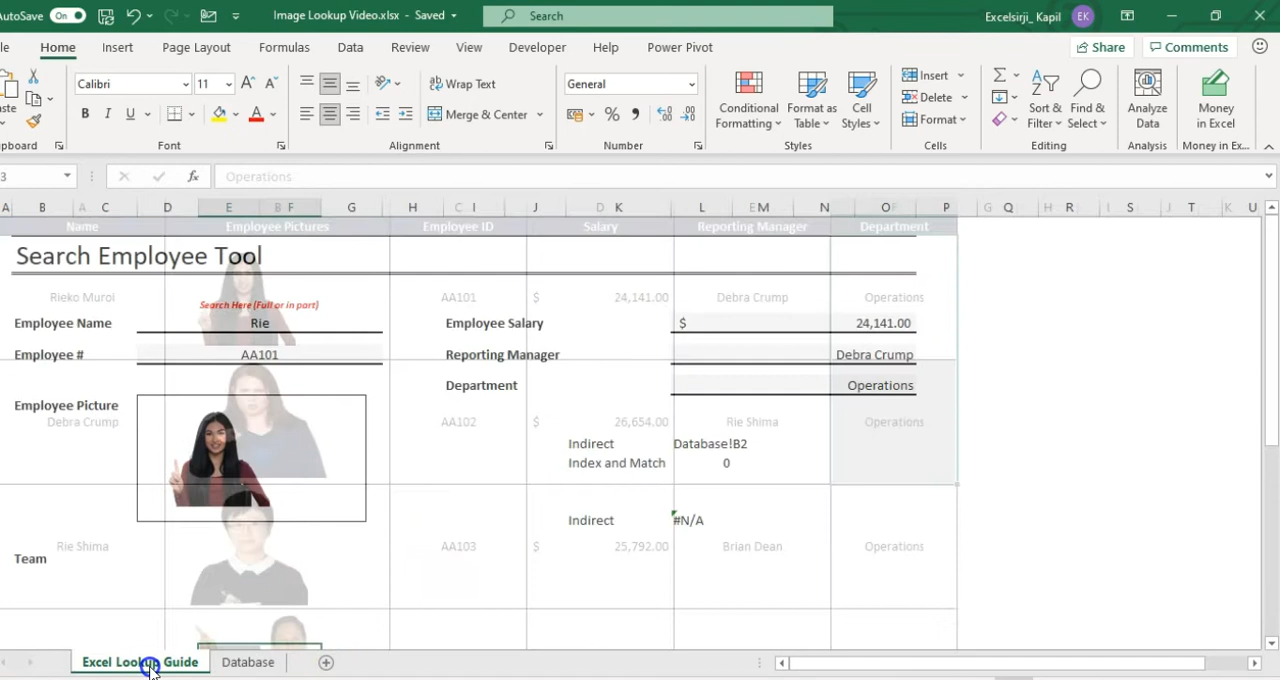 AutoSave On Image Lookup Video.xlsx - Saved Search Excelsirji_ Kapil EK
Home Insert Page Layout Formulas Data Review View Developer Help Power Pivot Share Comments
Calibri 11 Wrap Text General Insert
Conditional Formatting Format as Table Cell Styles Delete Sort & Filter Find & Select Analyze Data Money in Excel
B I U Merge & Center % Format
Font Alignment Number Styles Cells Editing Analysis Money in Ex...
3 fx Operations
A B C D E F G H I J K L M N O P Q R S T U
A B C D E F G H I J K
Name Employee Pictures Employee ID Salary Reporting Manager Department
Search Employee Tool
Rieko Muroi AA101 $ 24,141.00 Debra Crump Operations
Search Here (Full or in part)
Employee Name Rie Employee Salary $ 24,141.00
Employee # AA101 Reporting Manager Debra Crump
Department Operations
Employee Picture
Debra Crump AA102 $ 26,654.00 Rie Shima Operations
Indirect Database!B2
Index and Match 0
Indirect #N/A
Rie Shima AA103 $ 25,792.00 Brian Dean Operations
Team
Excel Lookup Guide Database